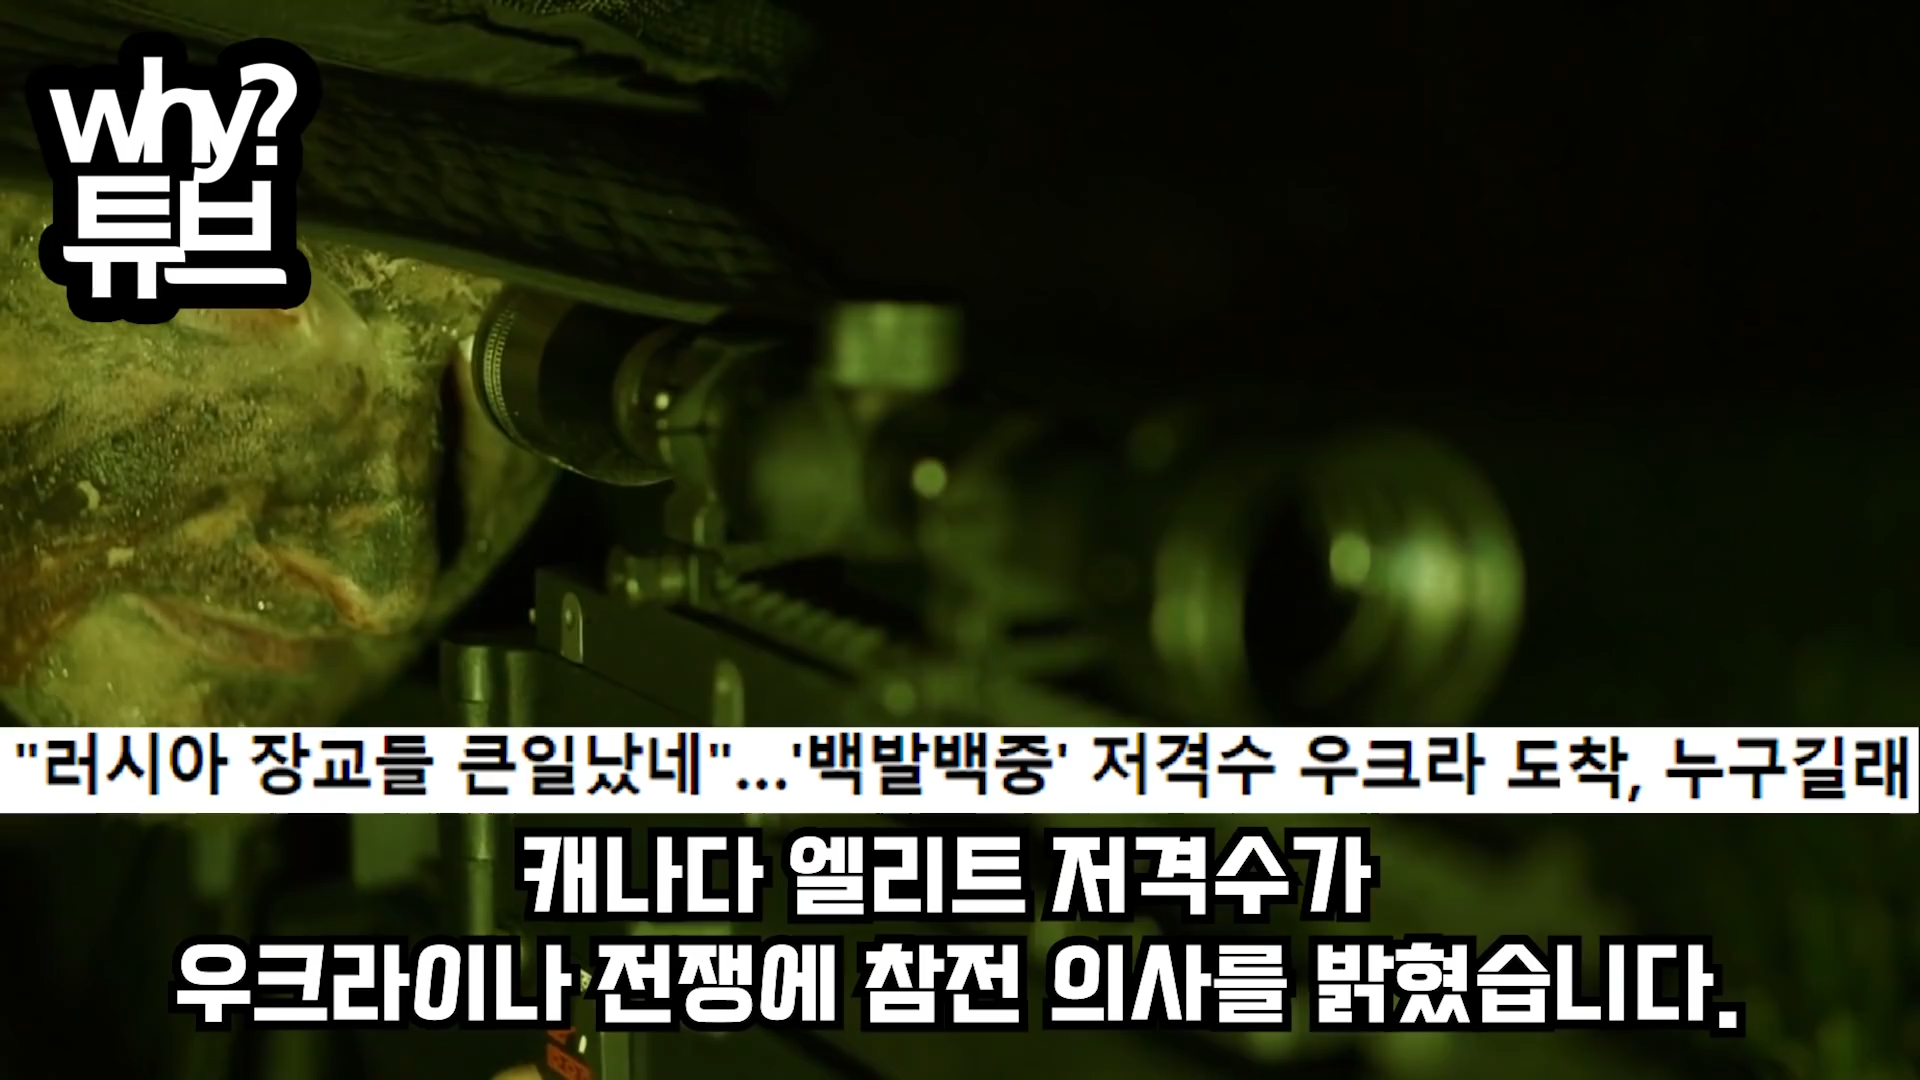 why?
튜브
"러시아 장교들 큰일났네"...'백발백중' 저격수 우크라 도착, 누구길래
캐나다 엘리트 저격수가
우크라이나 전쟁에 참전 의사를 밝혔습니다.